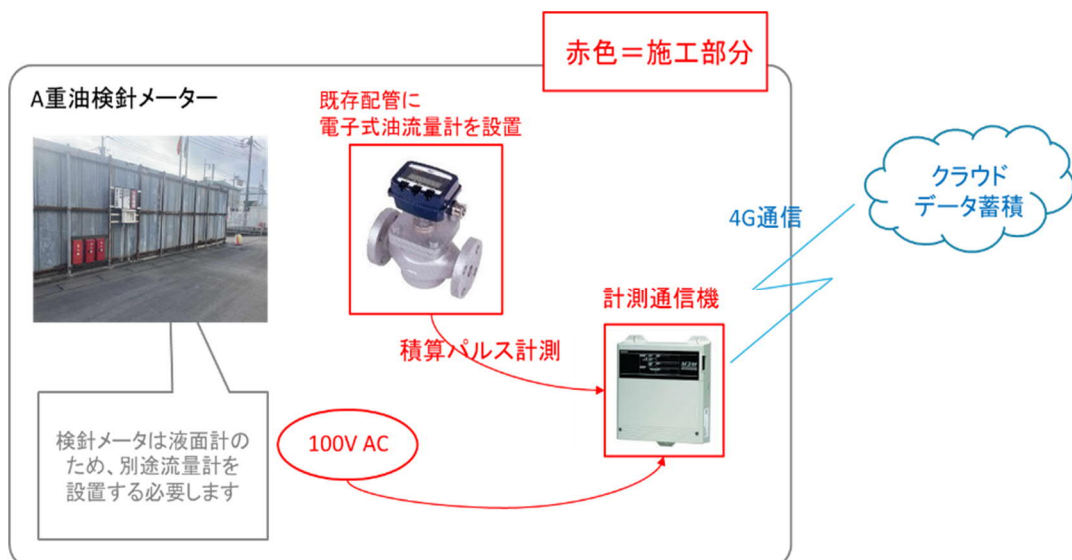 赤色＝施工部分
A重油検針メーター
既存配管に
電子式油流量計を設置
クラウド
データ蓄積
4G通信
計測通信機
積算パルス計測
100V AC
検針メータは液面計の
ため、別途流量計を
設置する必要します